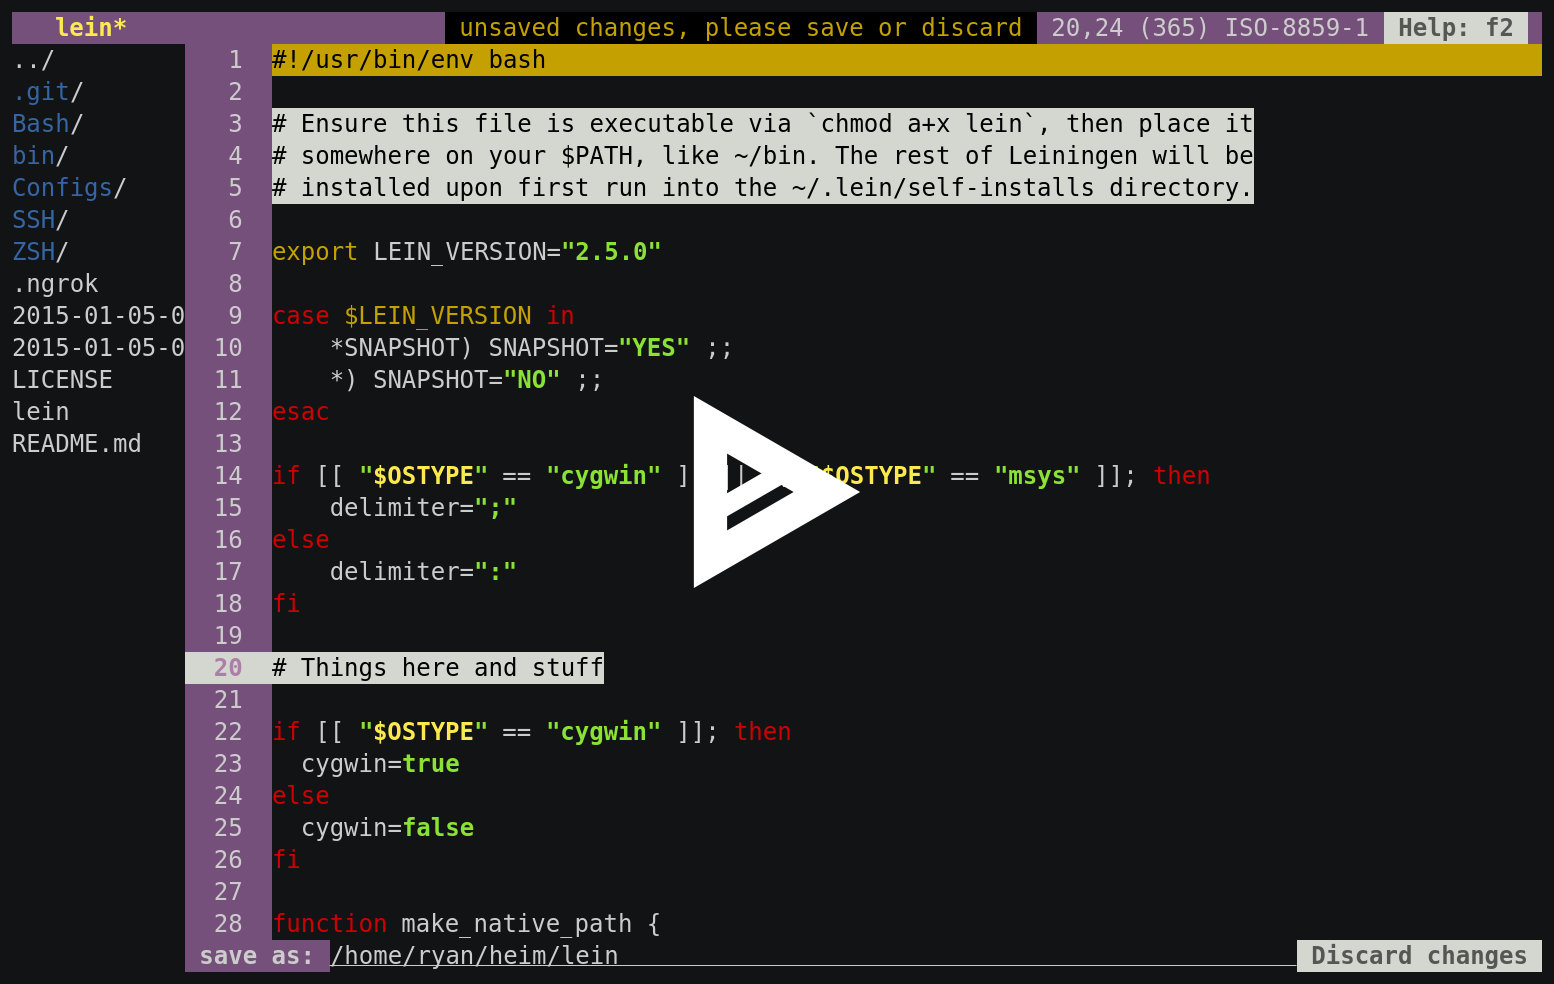 lein* unsaved changes, please save or discard 20,24 (365) ISO-8859-1 Help: f2
../
.git/
Bash/
bin/
Configs/
SSH/
ZSH/
.ngrok
2015-01-05-0
2015-01-05-0
LICENSE
lein
README.md
1 #!/usr/bin/env bash
2
3 # Ensure this file is executable via `chmod a+x lein`, then place it
4 # somewhere on your $PATH, like ~/bin. The rest of Leiningen will be
5 # installed upon first run into the ~/.lein/self-installs directory.
6
7 export LEIN_VERSION="2.5.0"
8
9 case $LEIN_VERSION in
10     *SNAPSHOT) SNAPSHOT="YES" ;;
11     *) SNAPSHOT="NO" ;;
12 esac
13
14 if [[ "$OSTYPE" == "cygwin" ] || $OSTYPE" == "msys" ]]; then
15     delimiter=";"
16 else
17     delimiter=":"
18 fi
19
20 # Things here and stuff
21
22 if [[ "$OSTYPE" == "cygwin" ]]; then
23   cygwin=true
24 else
25   cygwin=false
26 fi
27
28 function make_native_path {
save as: /home/ryan/heim/lein Discard changes